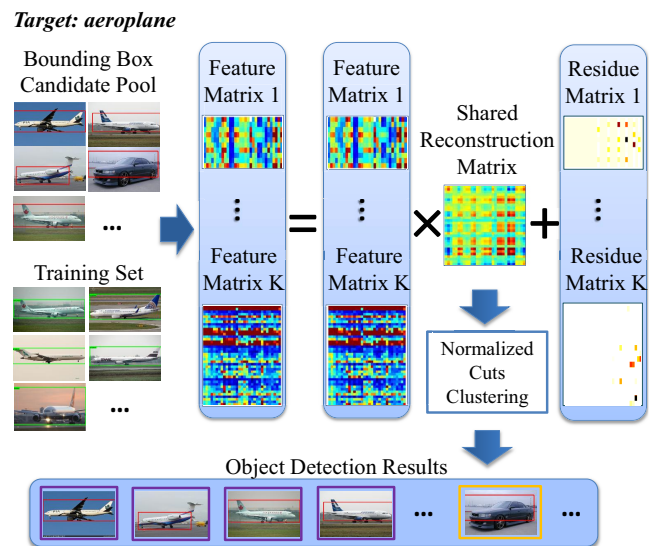 Target: aeroplane
Bounding Box
Candidate Pool
...
Training Set
...
Feature
Matrix 1
...
Feature
Matrix K
=
Feature
Matrix 1
...
Feature
Matrix K
×
Shared
Reconstruction
Matrix
+
Residue
Matrix 1
...
Residue
Matrix K
Normalized
Cuts
Clustering
Object Detection Results
...
...